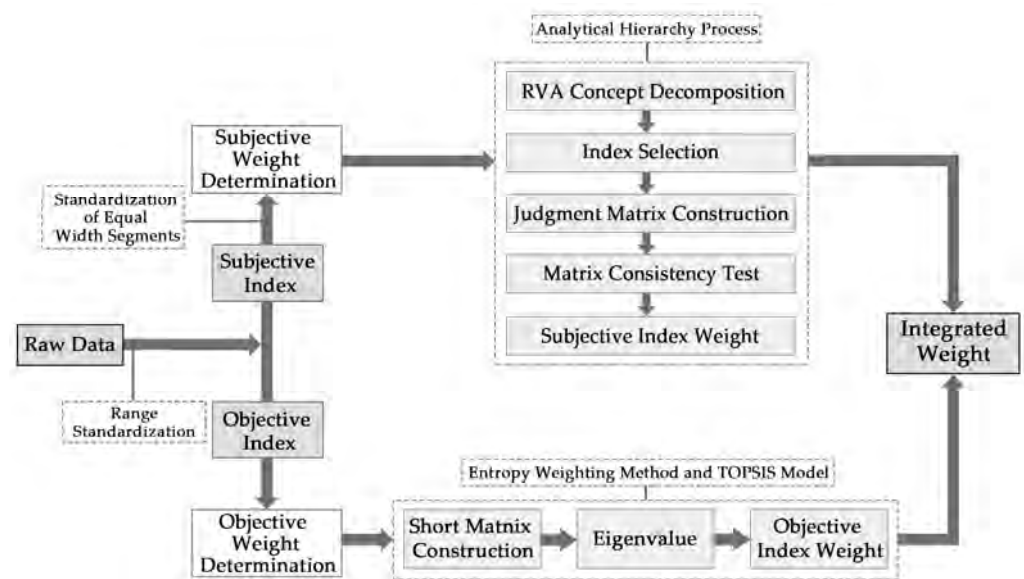 Analytical Hierarchy Process
RVA Concept Decomposition
Index Selection
Judgment Matrix Construction
Matrix Consistency Test
Subjective Index Weight
Subjective
Weight
Determination
Standardization
of Equal
Width Segments
Subjective
Index
Raw Data
Range
Standardization
Objective
Index
Objective
Weight
Determination
Entropy Weighting Method and TOPSIS Model
Short Matnix
Construction
Eigenvalue
Objective
Index Weight
Integrated
Weight